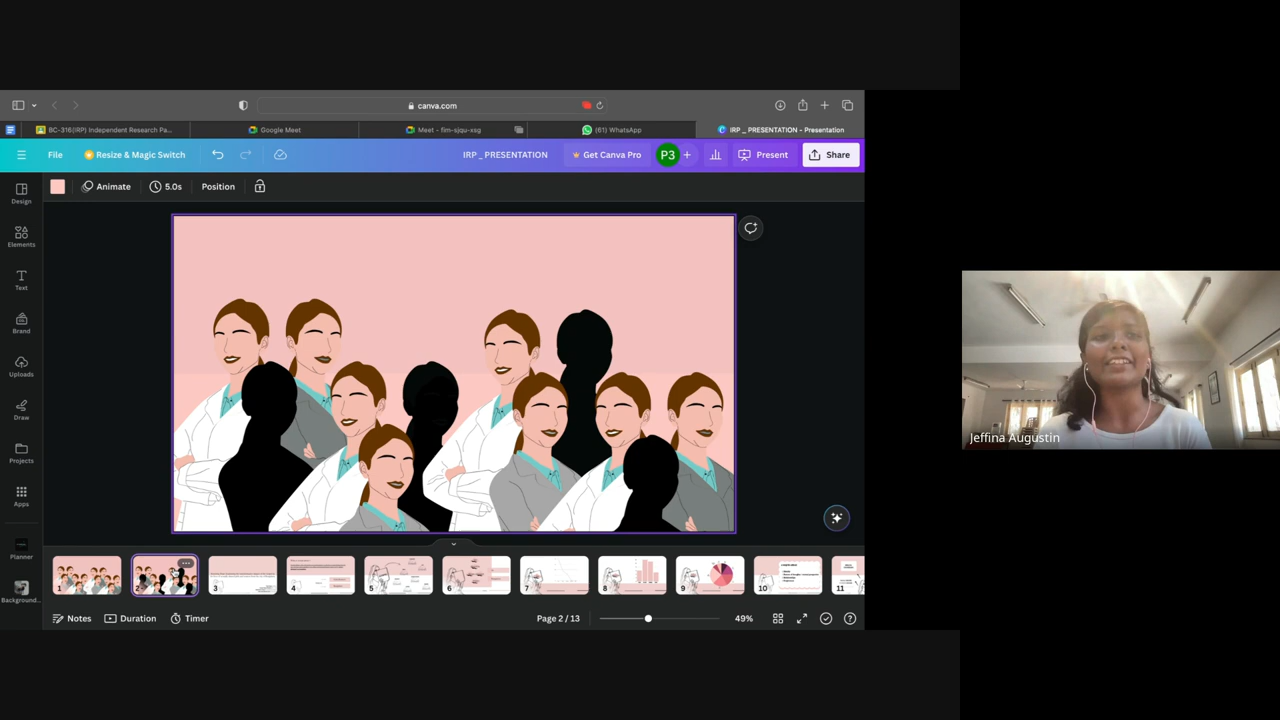 canva.com
BC-316(IRP) Independent Research Pa...
Google Meet
Meet - fim-sjqu-xsg
(61) WhatsApp
IRP _ PRESENTATION - Presentation
File
Resize & Magic Switch
IRP _ PRESENTATION
Get Canva Pro
P3
Present
Share
Animate
5.0s
Position
Design
Elements
Text
Brand
Uploads
Draw
Projects
Apps
Planner
Background...
Jeffina Augustin
1
2
3
4
5
6
7
8
9
10
11
Notes
Duration
Timer
Page 2 / 13
49%